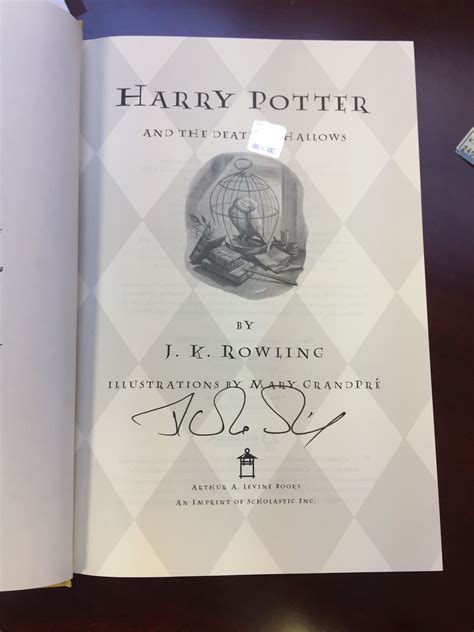 HARRY POTTER
AND THE DEAT HALLOWS
BY
J. K. ROWLING
ILLUSTRATIONS BY MARY GRANDPRÉ
ARTHUR A. LEVINE BOOKS
AN IMPRINT OF SCHOLASTIC INC.